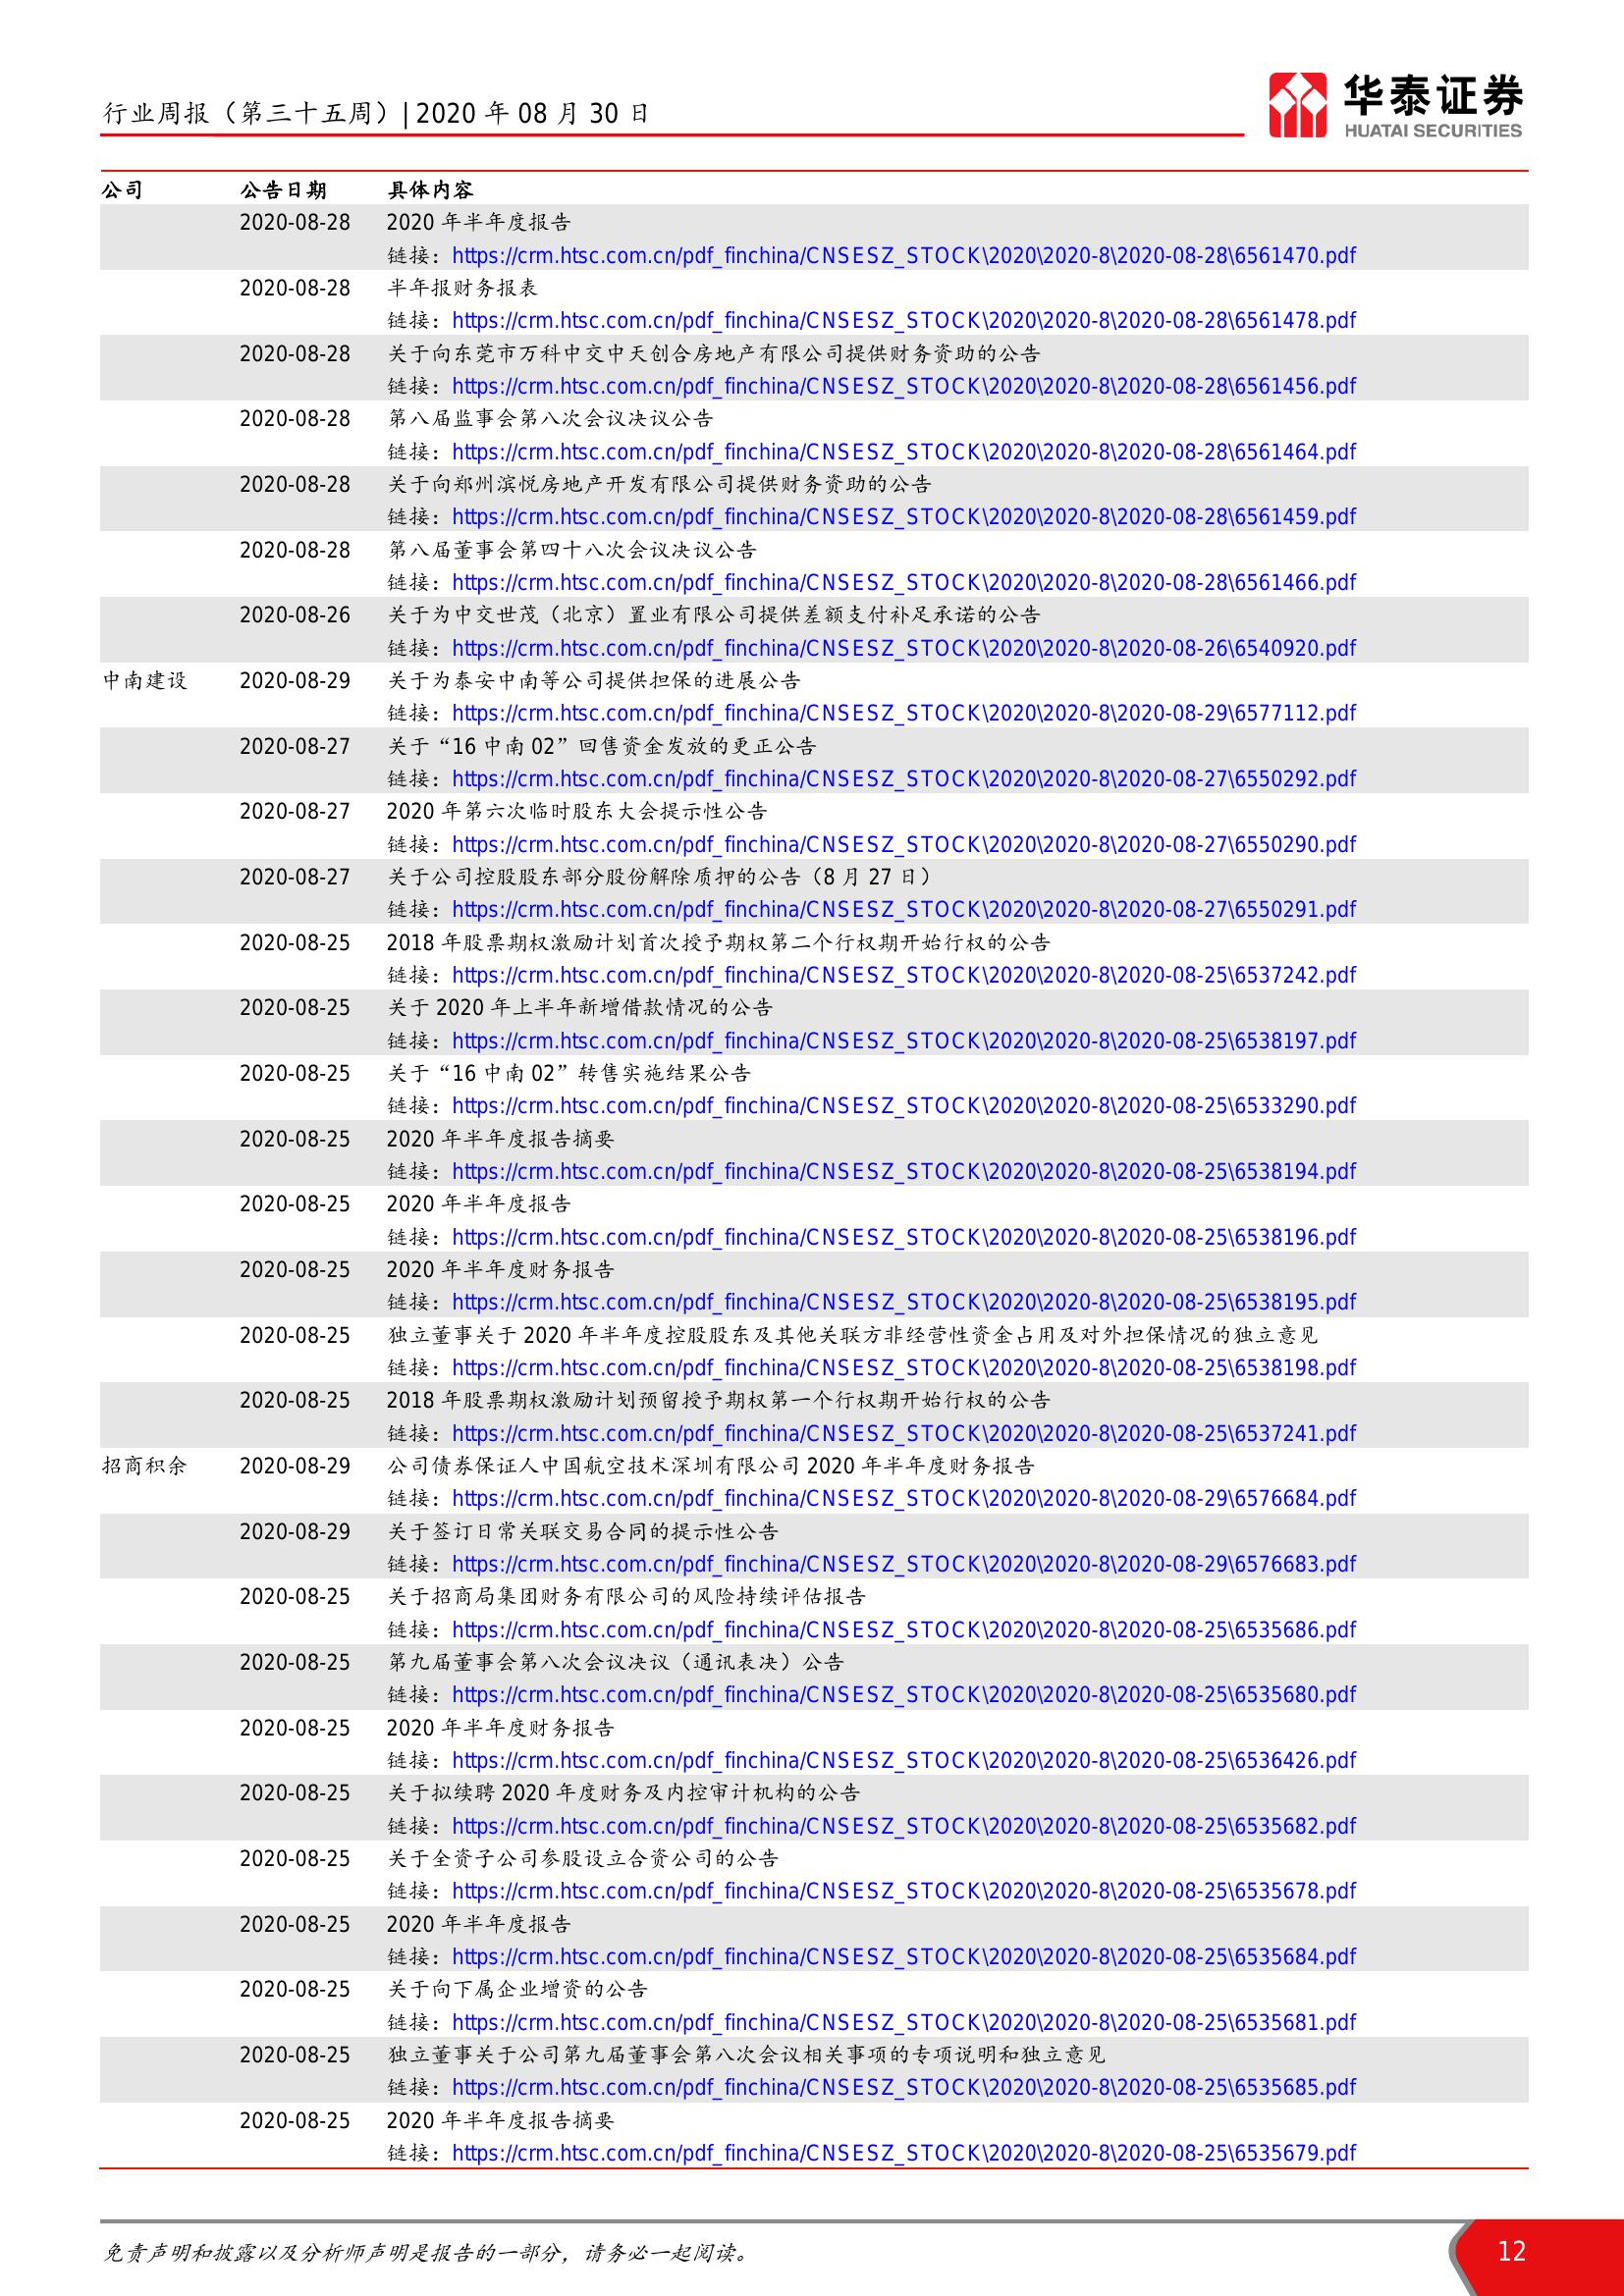 行业周报（第三十五周）| 2020 年 08 月 30 日
华泰证券
HUATAI SECURITIES
公司 公告日期 具体内容
2020-08-28 2020 年半年度报告
链接：https://crm.htsc.com.cn/pdf_finchina/CNSESZ_STOCK\2020\2020-8\2020-08-28\6561470.pdf
2020-08-28 半年报财务报表
链接：https://crm.htsc.com.cn/pdf_finchina/CNSESZ_STOCK\2020\2020-8\2020-08-28\6561478.pdf
2020-08-28 关于向东莞市万科中交中天创合房地产有限公司提供财务资助的公告
链接：https://crm.htsc.com.cn/pdf_finchina/CNSESZ_STOCK\2020\2020-8\2020-08-28\6561456.pdf
2020-08-28 第八届监事会第八次会议决议公告
链接：https://crm.htsc.com.cn/pdf_finchina/CNSESZ_STOCK\2020\2020-8\2020-08-28\6561464.pdf
2020-08-28 关于向郑州滨悦房地产开发有限公司提供财务资助的公告
链接：https://crm.htsc.com.cn/pdf_finchina/CNSESZ_STOCK\2020\2020-8\2020-08-28\6561459.pdf
2020-08-28 第八届董事会第四十八次会议决议公告
链接：https://crm.htsc.com.cn/pdf_finchina/CNSESZ_STOCK\2020\2020-8\2020-08-28\6561466.pdf
2020-08-26 关于为中交世茂（北京）置业有限公司提供差额支付补足承诺的公告
链接：https://crm.htsc.com.cn/pdf_finchina/CNSESZ_STOCK\2020\2020-8\2020-08-26\6540920.pdf
中南建设 2020-08-29 关于为泰安中南等公司提供担保的进展公告
链接：https://crm.htsc.com.cn/pdf_finchina/CNSESZ_STOCK\2020\2020-8\2020-08-29\6577112.pdf
2020-08-27 关于“16 中南 02”回售资金发放的更正公告
链接：https://crm.htsc.com.cn/pdf_finchina/CNSESZ_STOCK\2020\2020-8\2020-08-27\6550292.pdf
2020-08-27 2020 年第六次临时股东大会提示性公告
链接：https://crm.htsc.com.cn/pdf_finchina/CNSESZ_STOCK\2020\2020-8\2020-08-27\6550290.pdf
2020-08-27 关于公司控股股东部分股份解除质押的公告（8 月 27 日）
链接：https://crm.htsc.com.cn/pdf_finchina/CNSESZ_STOCK\2020\2020-8\2020-08-27\6550291.pdf
2020-08-25 2018 年股票期权激励计划首次授予期权第二个行权期开始行权的公告
链接：https://crm.htsc.com.cn/pdf_finchina/CNSESZ_STOCK\2020\2020-8\2020-08-25\6537242.pdf
2020-08-25 关于 2020 年上半年新增借款情况的公告
链接：https://crm.htsc.com.cn/pdf_finchina/CNSESZ_STOCK\2020\2020-8\2020-08-25\6538197.pdf
2020-08-25 关于“16 中南 02”转售实施结果公告
链接：https://crm.htsc.com.cn/pdf_finchina/CNSESZ_STOCK\2020\2020-8\2020-08-25\6533290.pdf
2020-08-25 2020 年半年度报告摘要
链接：https://crm.htsc.com.cn/pdf_finchina/CNSESZ_STOCK\2020\2020-8\2020-08-25\6538194.pdf
2020-08-25 2020 年半年度报告
链接：https://crm.htsc.com.cn/pdf_finchina/CNSESZ_STOCK\2020\2020-8\2020-08-25\6538196.pdf
2020-08-25 2020 年半年度财务报告
链接：https://crm.htsc.com.cn/pdf_finchina/CNSESZ_STOCK\2020\2020-8\2020-08-25\6538195.pdf
2020-08-25 独立董事关于 2020 年半年度控股股东及其他关联方非经营性资金占用及对外担保情况的独立意见
链接：https://crm.htsc.com.cn/pdf_finchina/CNSESZ_STOCK\2020\2020-8\2020-08-25\6538198.pdf
2020-08-25 2018 年股票期权激励计划预留授予期权第一个行权期开始行权的公告
链接：https://crm.htsc.com.cn/pdf_finchina/CNSESZ_STOCK\2020\2020-8\2020-08-25\6537241.pdf
招商积余 2020-08-29 公司债券保证人中国航空技术深圳有限公司 2020 年半年度财务报告
链接：https://crm.htsc.com.cn/pdf_finchina/CNSESZ_STOCK\2020\2020-8\2020-08-29\6576684.pdf
2020-08-29 关于签订日常关联交易合同的提示性公告
链接：https://crm.htsc.com.cn/pdf_finchina/CNSESZ_STOCK\2020\2020-8\2020-08-29\6576683.pdf
2020-08-25 关于招商局集团财务有限公司的风险持续评估报告
链接：https://crm.htsc.com.cn/pdf_finchina/CNSESZ_STOCK\2020\2020-8\2020-08-25\6535686.pdf
2020-08-25 第九届董事会第八次会议决议（通讯表决）公告
链接：https://crm.htsc.com.cn/pdf_finchina/CNSESZ_STOCK\2020\2020-8\2020-08-25\6535680.pdf
2020-08-25 2020 年半年度财务报告
链接：https://crm.htsc.com.cn/pdf_finchina/CNSESZ_STOCK\2020\2020-8\2020-08-25\6536426.pdf
2020-08-25 关于拟续聘 2020 年度财务及内控审计机构的公告
链接：https://crm.htsc.com.cn/pdf_finchina/CNSESZ_STOCK\2020\2020-8\2020-08-25\6535682.pdf
2020-08-25 关于全资子公司参股设立合资公司的公告
链接：https://crm.htsc.com.cn/pdf_finchina/CNSESZ_STOCK\2020\2020-8\2020-08-25\6535678.pdf
2020-08-25 2020 年半年度报告
链接：https://crm.htsc.com.cn/pdf_finchina/CNSESZ_STOCK\2020\2020-8\2020-08-25\6535684.pdf
2020-08-25 关于向下属企业增资的公告
链接：https://crm.htsc.com.cn/pdf_finchina/CNSESZ_STOCK\2020\2020-8\2020-08-25\6535681.pdf
2020-08-25 独立董事关于公司第九届董事会第八次会议相关事项的专项说明和独立意见
链接：https://crm.htsc.com.cn/pdf_finchina/CNSESZ_STOCK\2020\2020-8\2020-08-25\6535685.pdf
2020-08-25 2020 年半年度报告摘要
链接：https://crm.htsc.com.cn/pdf_finchina/CNSESZ_STOCK\2020\2020-8\2020-08-25\6535679.pdf
免责声明和披露以及分析师声明是报告的一部分，请务必一起阅读。
12